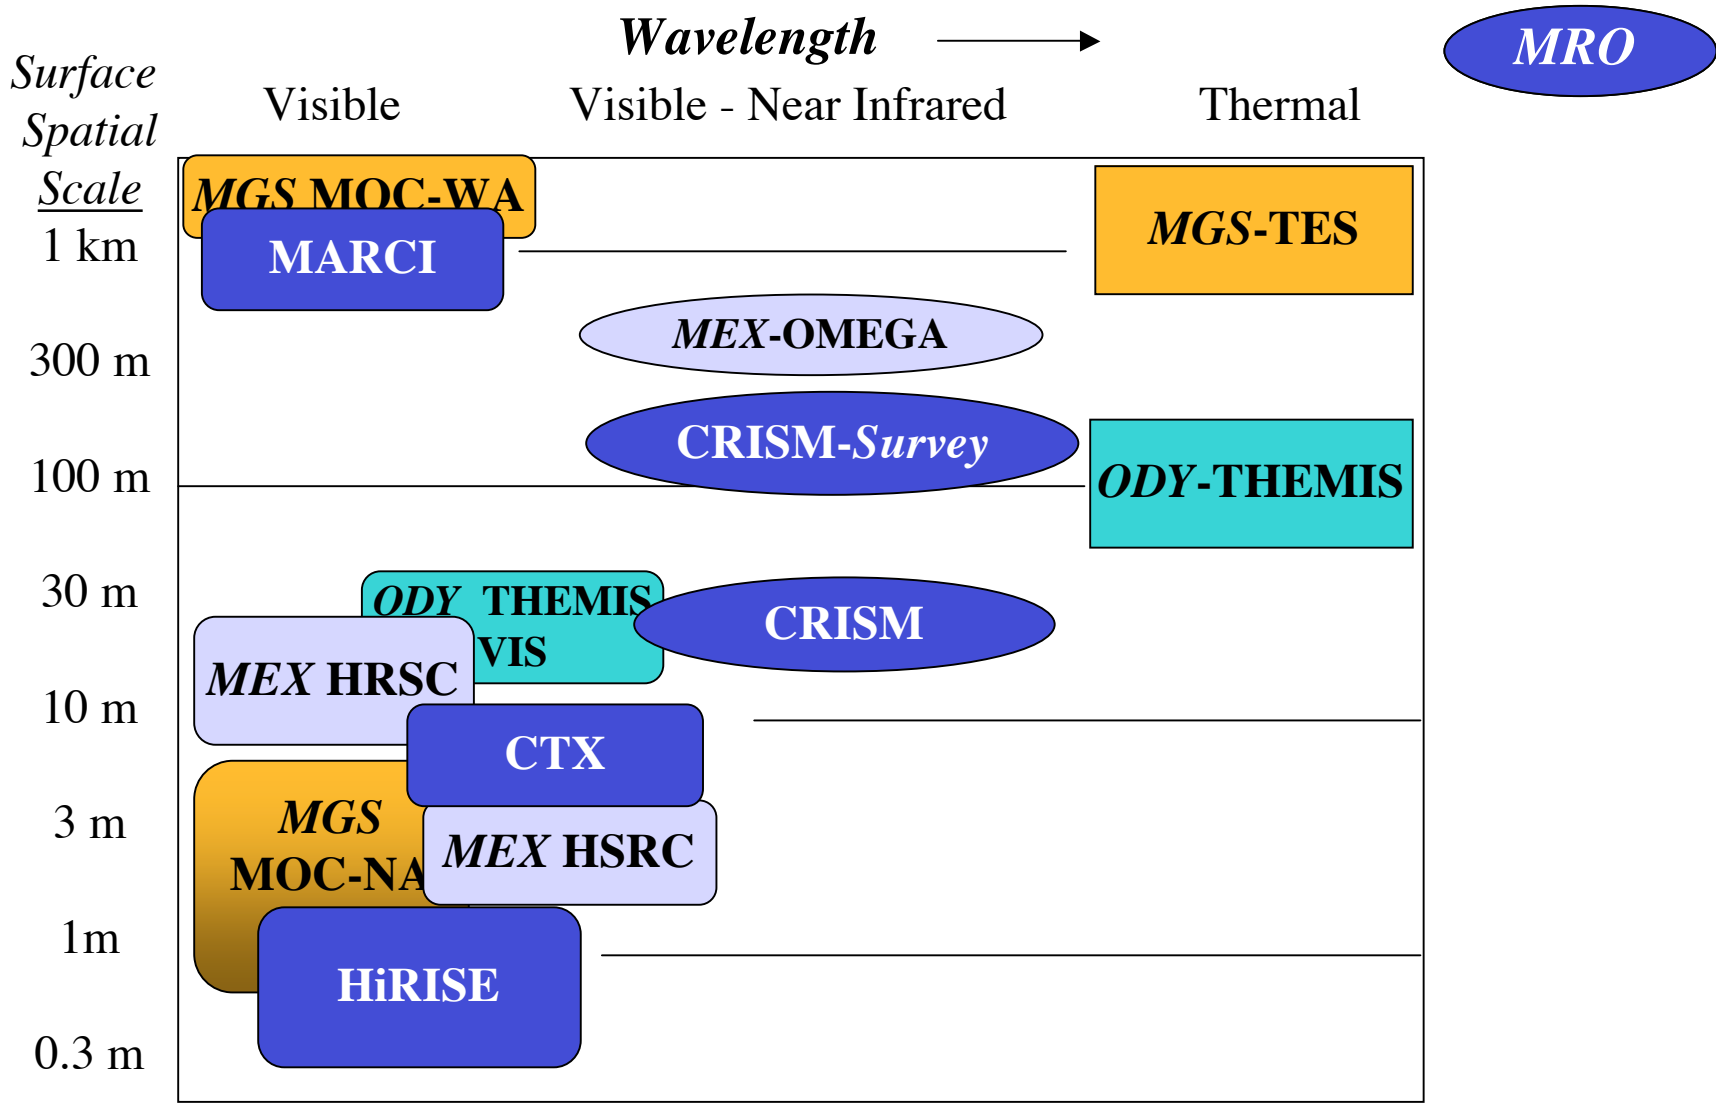 Wavelength
MRO
Surface
Spatial
Scale
Visible
Visible - Near Infrared
Thermal
MGS MOC-WA
MGS-TES
1 km
MARCI
MEX-OMEGA
300 m
CRISM-Survey
100 m
ODY-THEMIS
30 m
ODY THEMIS
VIS
CRISM
MEX HRSC
10 m
CTX
3 m
MGS
MOC-NA
MEX HSRC
1m
HiRISE
0.3 m